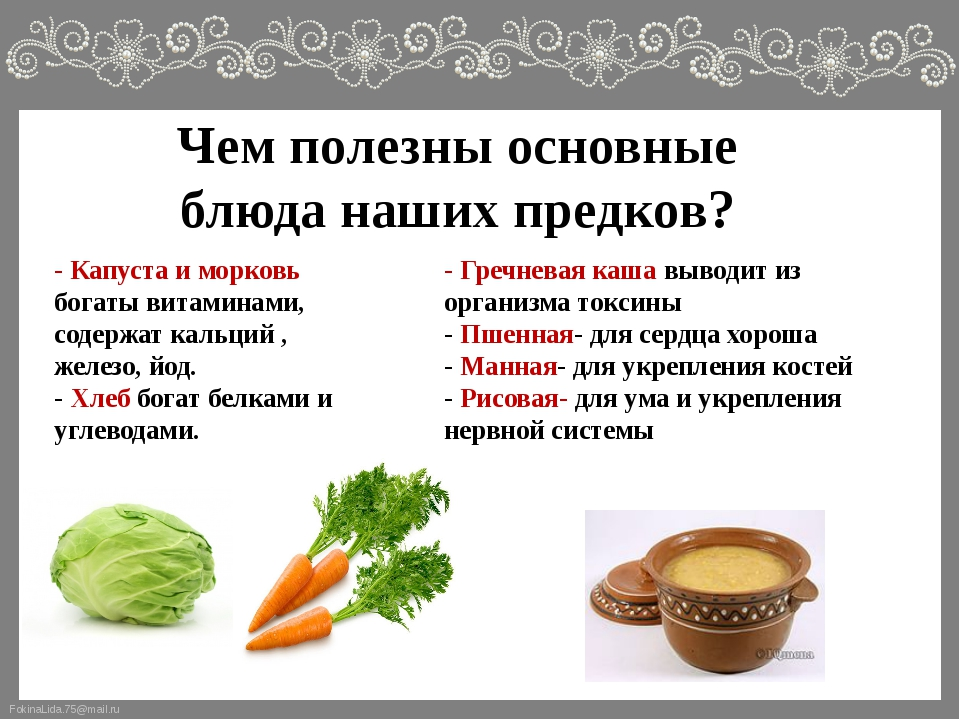 Чем полезны основные
блюда наших предков?
- Капуста и морковь
богаты витаминами,
содержат кальций ,
железо, йод.
- Хлеб богат белками и
углеводами.
- Гречневая каша выводит из
организма токсины
- Пшенная- для сердца хороша
- Манная- для укрепления костей
- Рисовая- для ума и укрепления
нервной системы
FokinaLida.75@mail.ru